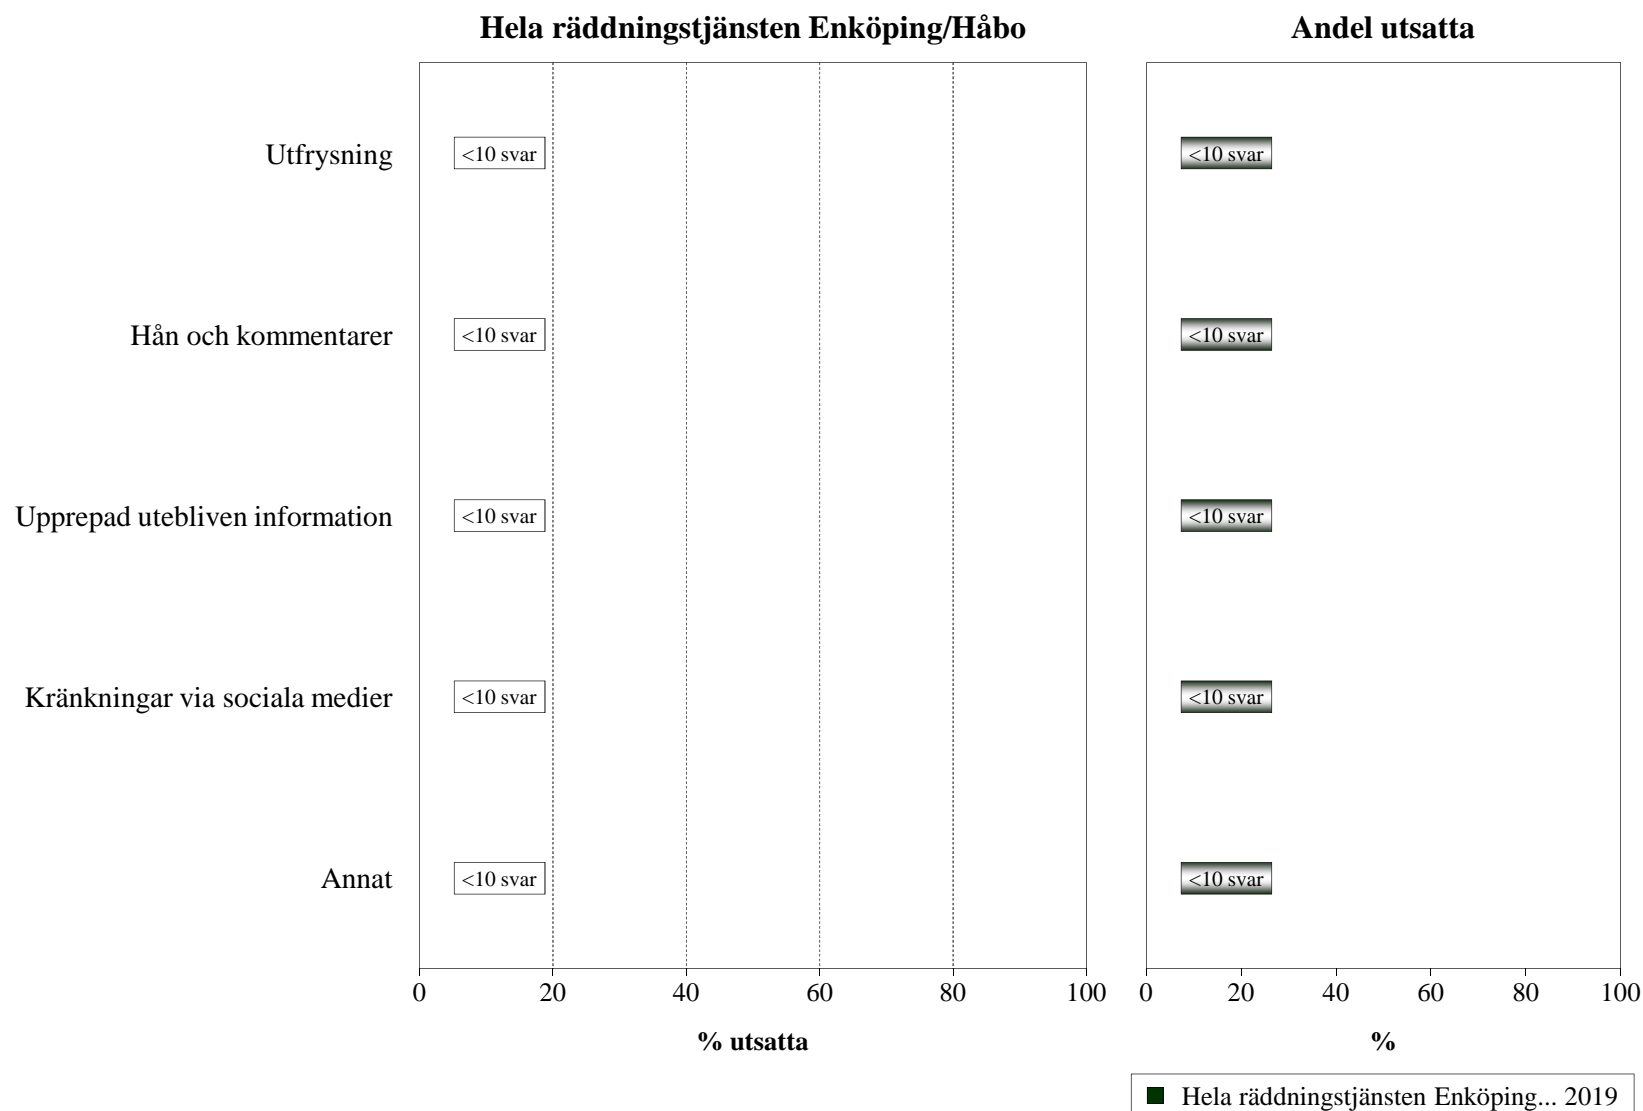 Hela räddningstjänsten Enköping/Håbo
Andel utsatta
Utfrysning
<10 svar
<10 svar
Hån och kommentarer
<10 svar
<10 svar
Upprepad utebliven information
<10 svar
<10 svar
Kränkningar via sociala medier
<10 svar
<10 svar
Annat
<10 svar
<10 svar
0 20 40 60 80 100
0 20 40 60 80 100
% utsatta
%
Hela räddningstjänsten Enköping... 2019